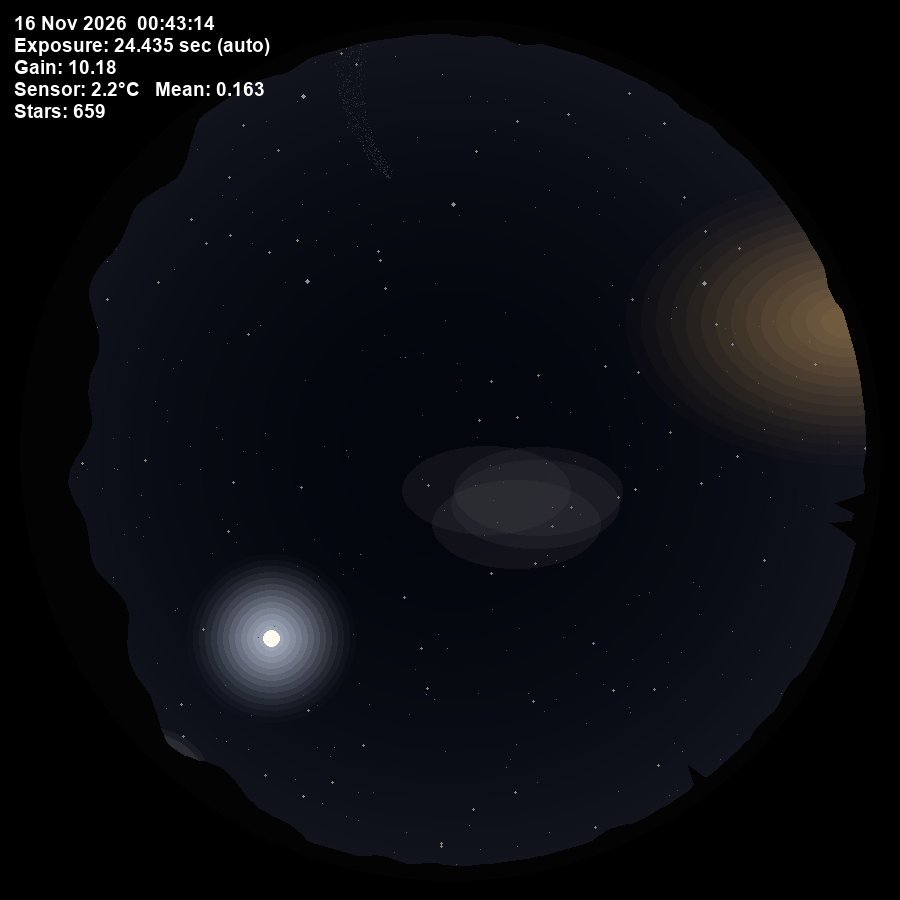 16 Nov 2026  00:43:14
Exposure: 24.435 sec (auto)
Gain: 10.18
Sensor: 2.2°C   Mean: 0.163
Stars: 659